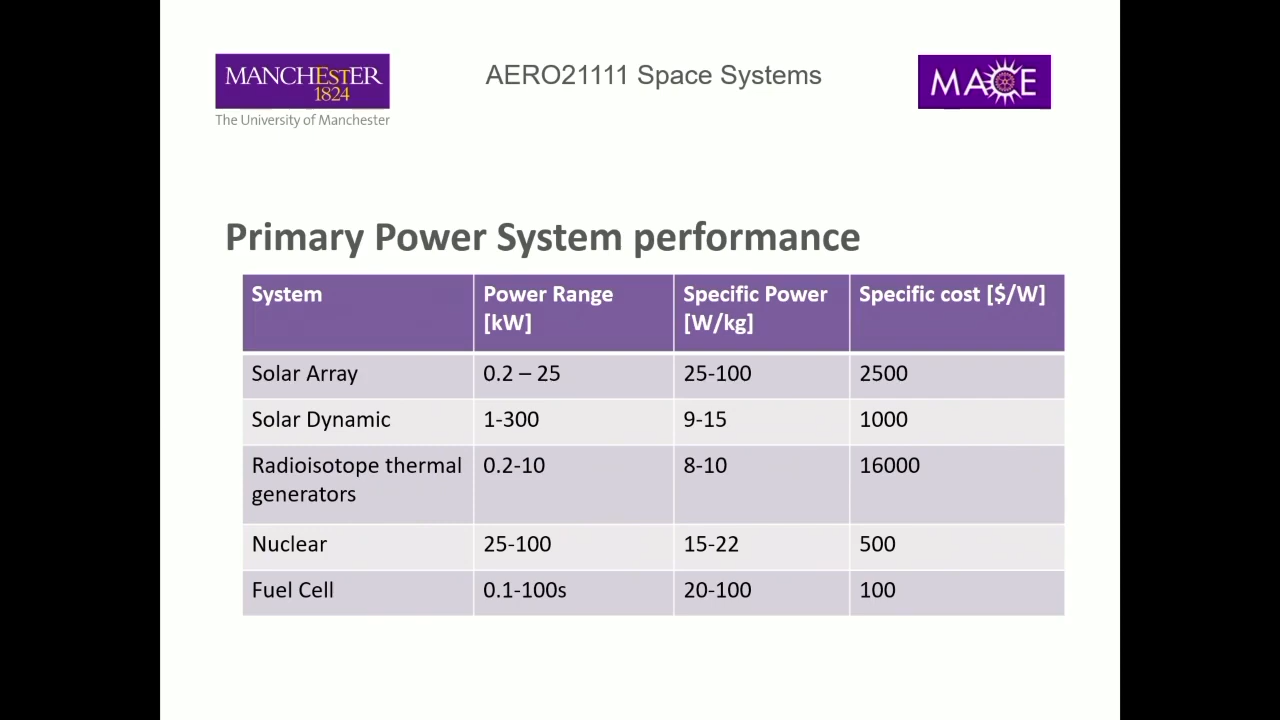 MANCHESTER
1824
The University of Manchester
AERO21111 Space Systems
MACE
Primary Power System performance
System
Power Range
[kW]
Specific Power
[W/kg]
Specific cost [$/W]
Solar Array
0.2 – 25
25-100
2500
Solar Dynamic
1-300
9-15
1000
Radioisotope thermal
generators
0.2-10
8-10
16000
Nuclear
25-100
15-22
500
Fuel Cell
0.1-100s
20-100
100